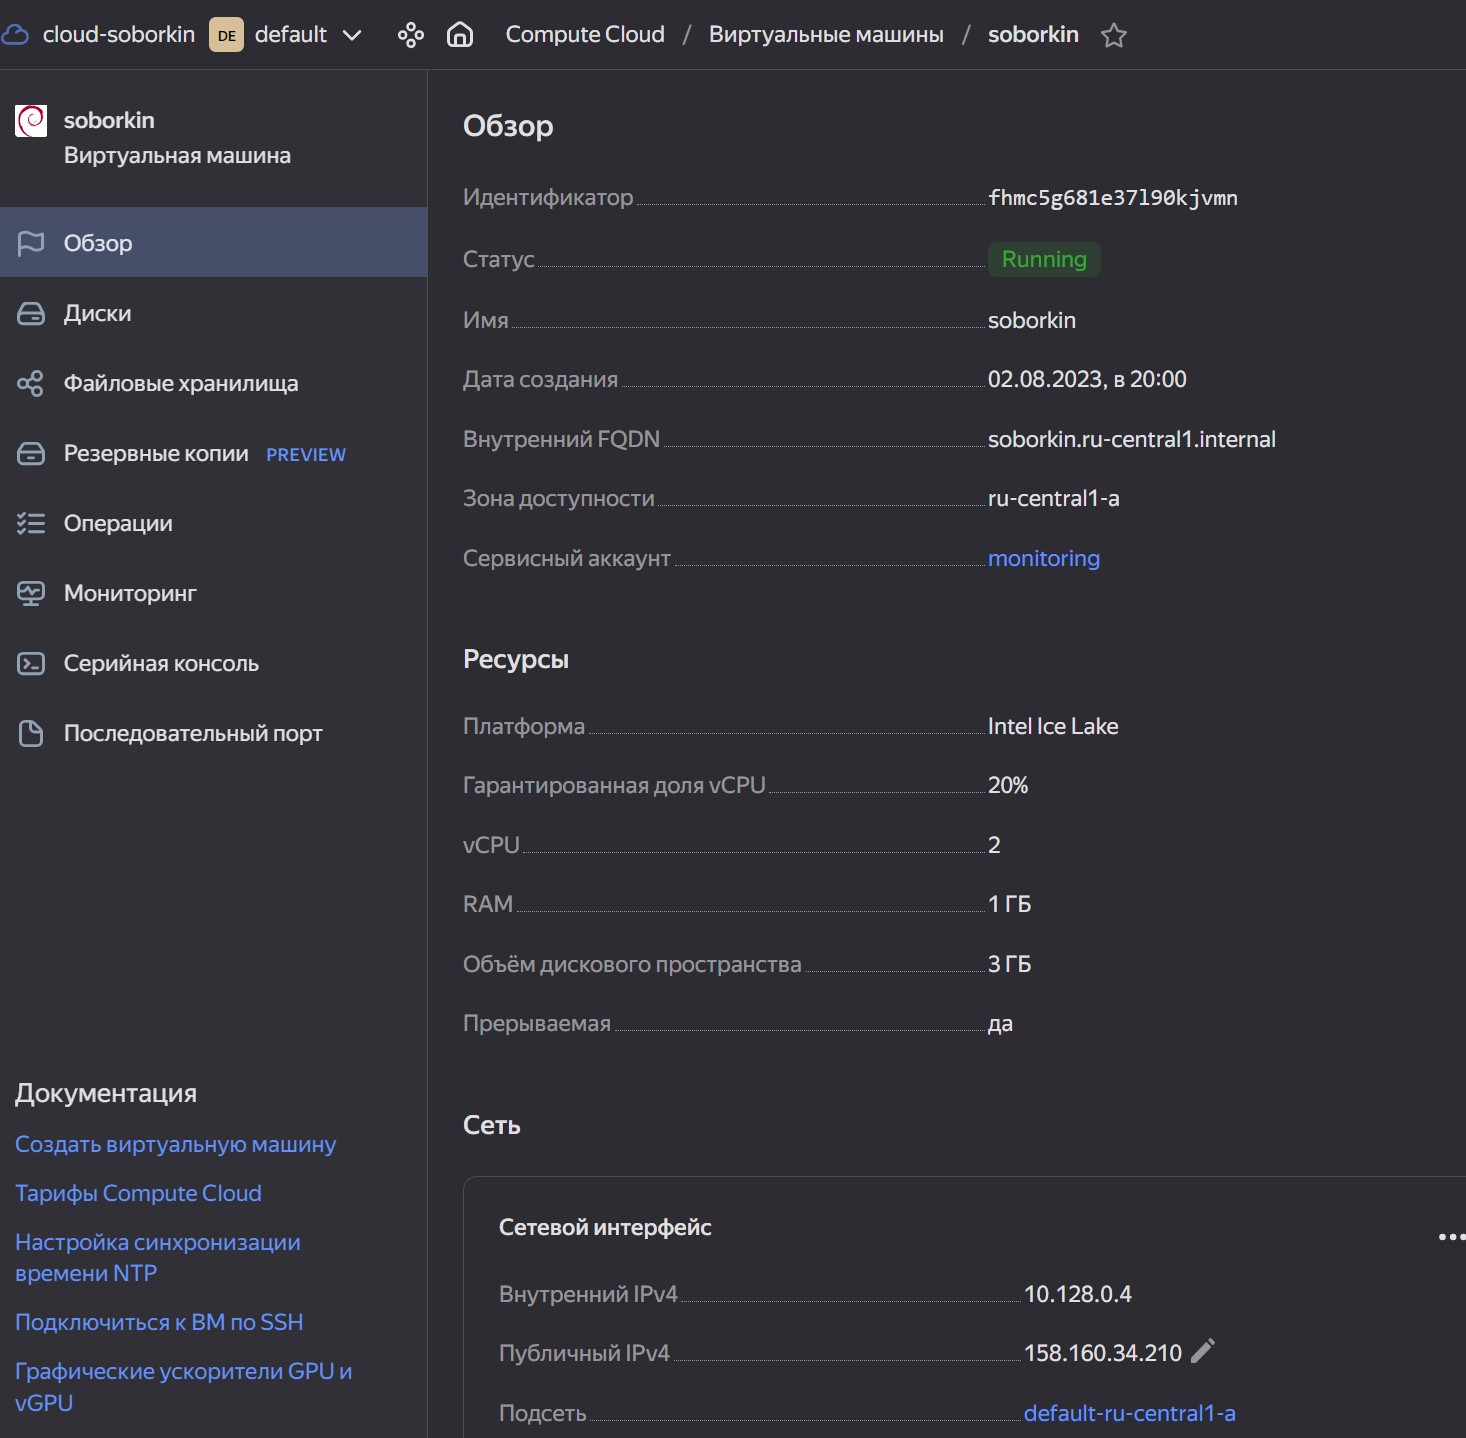 cloud-soborkin DE default Compute Cloud / Виртуальные машины / soborkin
soborkin
Виртуальная машина
Обзор
Диски
Файловые хранилища
Резервные копии PREVIEW
Операции
Мониторинг
Серийная консоль
Последовательный порт
Документация
Создать виртуальную машину
Тарифы Compute Cloud
Настройка синхронизации
времени NTP
Подключиться к ВМ по SSH
Графические ускорители GPU и
vGPU
Обзор
Идентификатор fhmc5g681e37l90kjvmn
Статус Running
Имя soborkin
Дата создания 02.08.2023, в 20:00
Внутренний FQDN soborkin.ru-central1.internal
Зона доступности ru-central1-a
Сервисный аккаунт monitoring
Ресурсы
Платформа Intel Ice Lake
Гарантированная доля vCPU 20%
vCPU 2
RAM 1 ГБ
Объём дискового пространства 3 ГБ
Прерываемая да
Сеть
Сетевой интерфейс
Внутренний IPv4 10.128.0.4
Публичный IPv4 158.160.34.210
Подсеть default-ru-central1-a